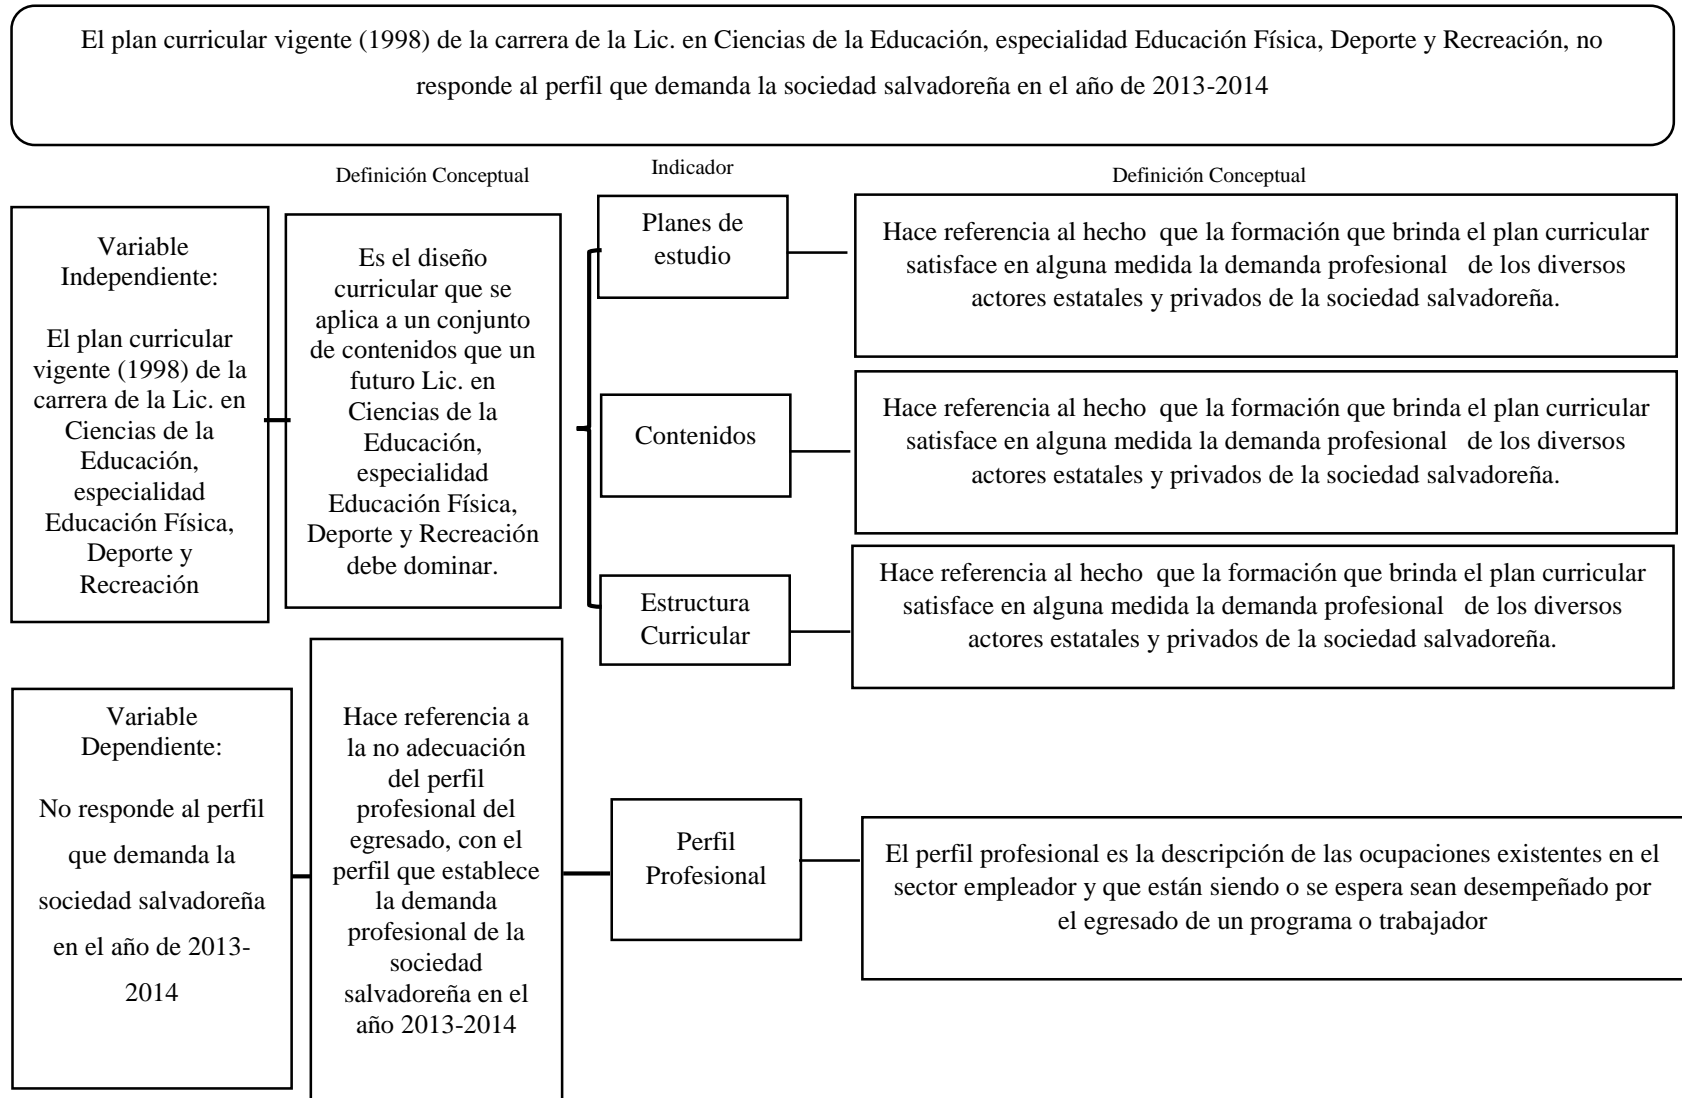 El plan curricular vigente (1998) de la carrera de la Lic. en Ciencias de la Educación, especialidad Educación Física, Deporte y Recreación, no
responde al perfil que demanda la sociedad salvadoreña en el año de 2013-2014
Definición Conceptual
Indicador
Definición Conceptual
Variable
Independiente:
El plan curricular
vigente (1998) de la
carrera de la Lic. en
Ciencias de la
Educación,
especialidad
Educación Física,
Deporte y
Recreación
Es el diseño
curricular que se
aplica a un conjunto
de contenidos que un
futuro Lic. en
Ciencias de la
Educación,
especialidad
Educación Física,
Deporte y Recreación
debe dominar.
Planes de
estudio
Hace referencia al hecho que la formación que brinda el plan curricular
satisface en alguna medida la demanda profesional de los diversos
actores estatales y privados de la sociedad salvadoreña.
Contenidos
Hace referencia al hecho que la formación que brinda el plan curricular
satisface en alguna medida la demanda profesional de los diversos
actores estatales y privados de la sociedad salvadoreña.
Estructura
Curricular
Hace referencia al hecho que la formación que brinda el plan curricular
satisface en alguna medida la demanda profesional de los diversos
actores estatales y privados de la sociedad salvadoreña.
Variable
Dependiente:
No responde al perfil
que demanda la
sociedad salvadoreña
en el año de 2013-
2014
Hace referencia a
la no adecuación
del perfil
profesional del
egresado, con el
perfil que establece
la demanda
profesional de la
sociedad
salvadoreña en el
año 2013-2014
Perfil
Profesional
El perfil profesional es la descripción de las ocupaciones existentes en el
sector empleador y que están siendo o se espera sean desempeñado por
el egresado de un programa o trabajador